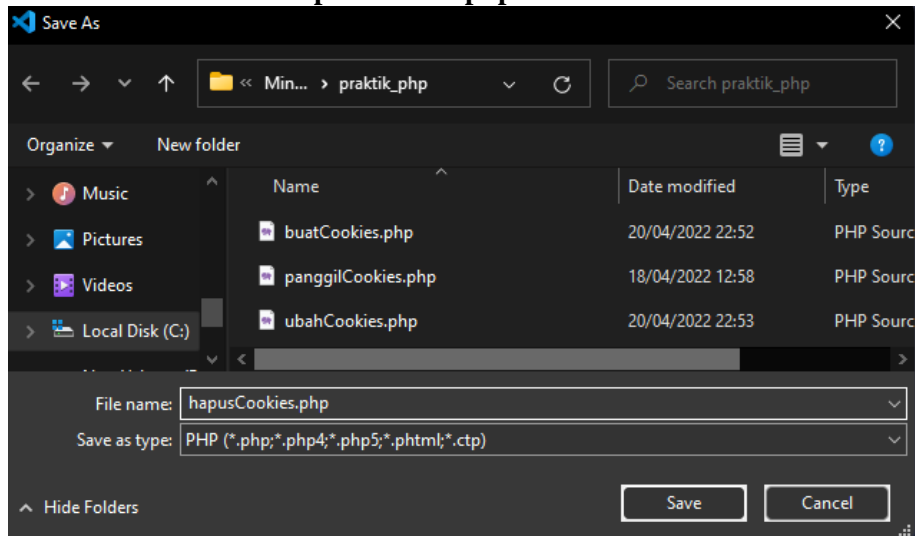 Save As
« Min... > praktik_php
Search praktik_php
Organize
New folder
Name
Date modified
Type
Music
Pictures
Videos
Local Disk (C:)
buatCookies.php 20/04/2022 22:52 PHP Sourc
panggilCookies.php 18/04/2022 12:58 PHP Sourc
ubahCookies.php 20/04/2022 22:53 PHP Sourc
File name: hapusCookies.php
Save as type: PHP (*.php;*.php4;*.php5;*.phtml;*.ctp)
Hide Folders
Save
Cancel